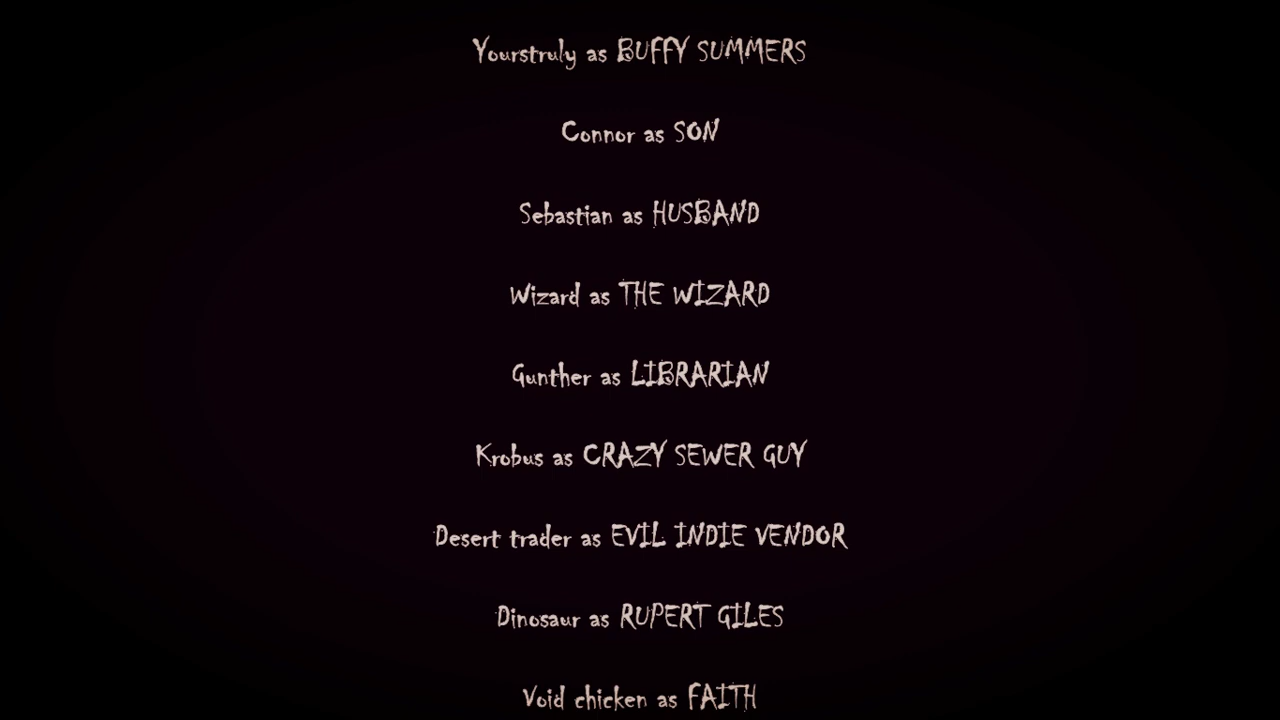 Yourstruly as BUFFY SUMMERS
Connor as SON
Sebastian as HUSBAND
Wizard as THE WIZARD
Gunther as LIBRARIAN
Krobus as CRAZY SEWER GUY
Desert trader as EVIL INDIE VENDOR
Dinosaur as RUPERT GILES
Void chicken as FAITH